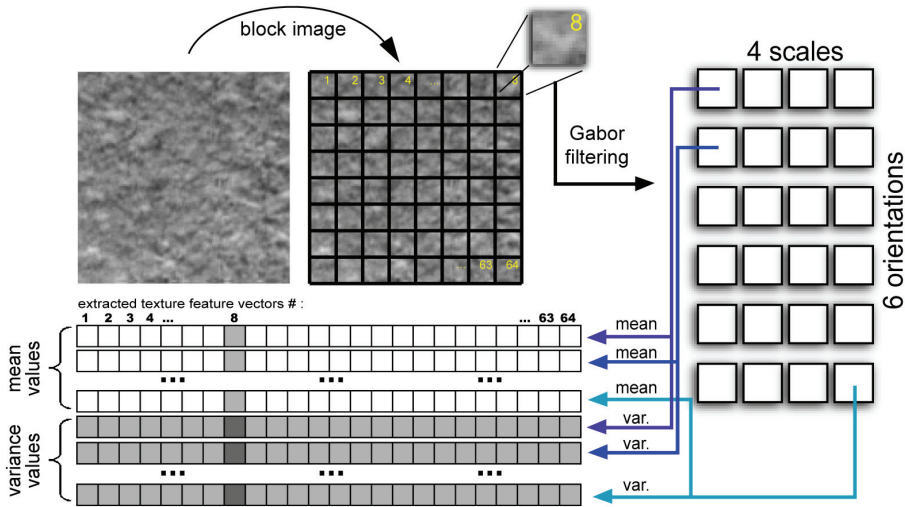 block image
8
4 scales
1 2 3 4 8
Gabor
filtering
6 orientations
... 63 64
extracted texture feature vectors # :
1 2 3 4 ... 8 ... 63 64
mean
values
mean
mean
... ... ...
mean
variance
values
var.
var.
... ... ...
var.